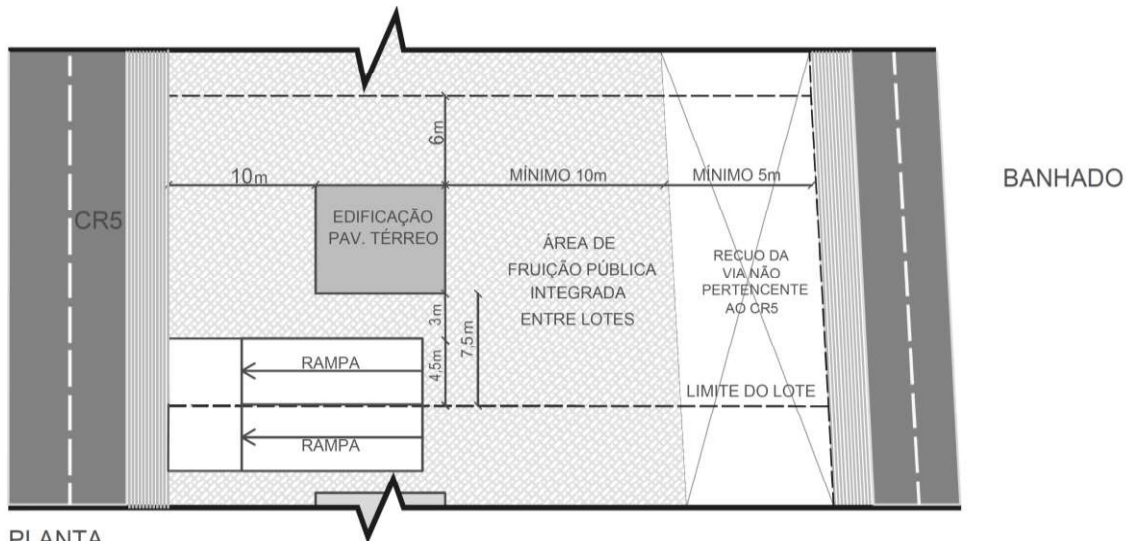 6m
10m
MÍNIMO 10m
MÍNIMO 5m
BANHADO
CR5
EDIFICAÇÃO
PAV. TÉRREO
ÁREA DE
FRUIÇÃO PÚBLICA
INTEGRADA
ENTRE LOTES
RECUO DA
VIA NÃO
PERTENCENTE
AO CR5
3m
7,5m
4,5m
RAMPA
LIMITE DO LOTE
RAMPA
PLANTA